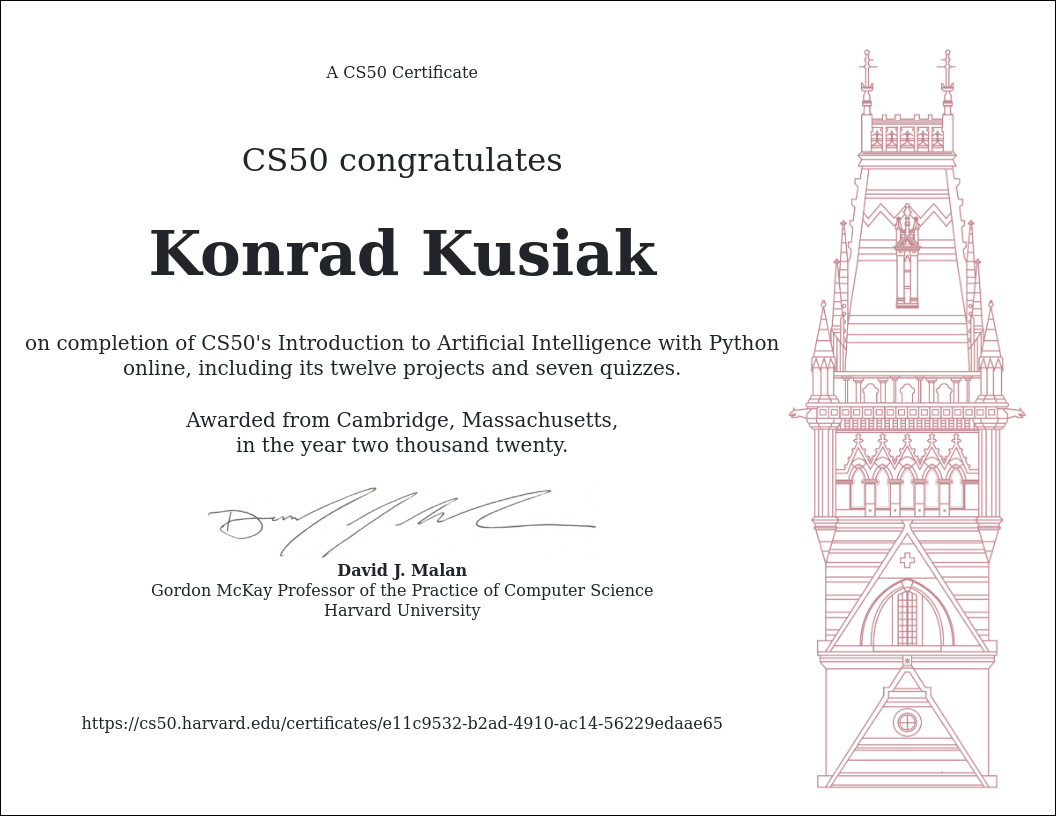 A CS50 Certificate
CS50 congratulates
Konrad Kusiak
on completion of CS50's Introduction to Artificial Intelligence with Python
online, including its twelve projects and seven quizzes.
Awarded from Cambridge, Massachusetts,
in the year two thousand twenty.
David J. Malan
Gordon McKay Professor of the Practice of Computer Science
Harvard University
https://cs50.harvard.edu/certificates/e11c9532-b2ad-4910-ac14-56229edaae65